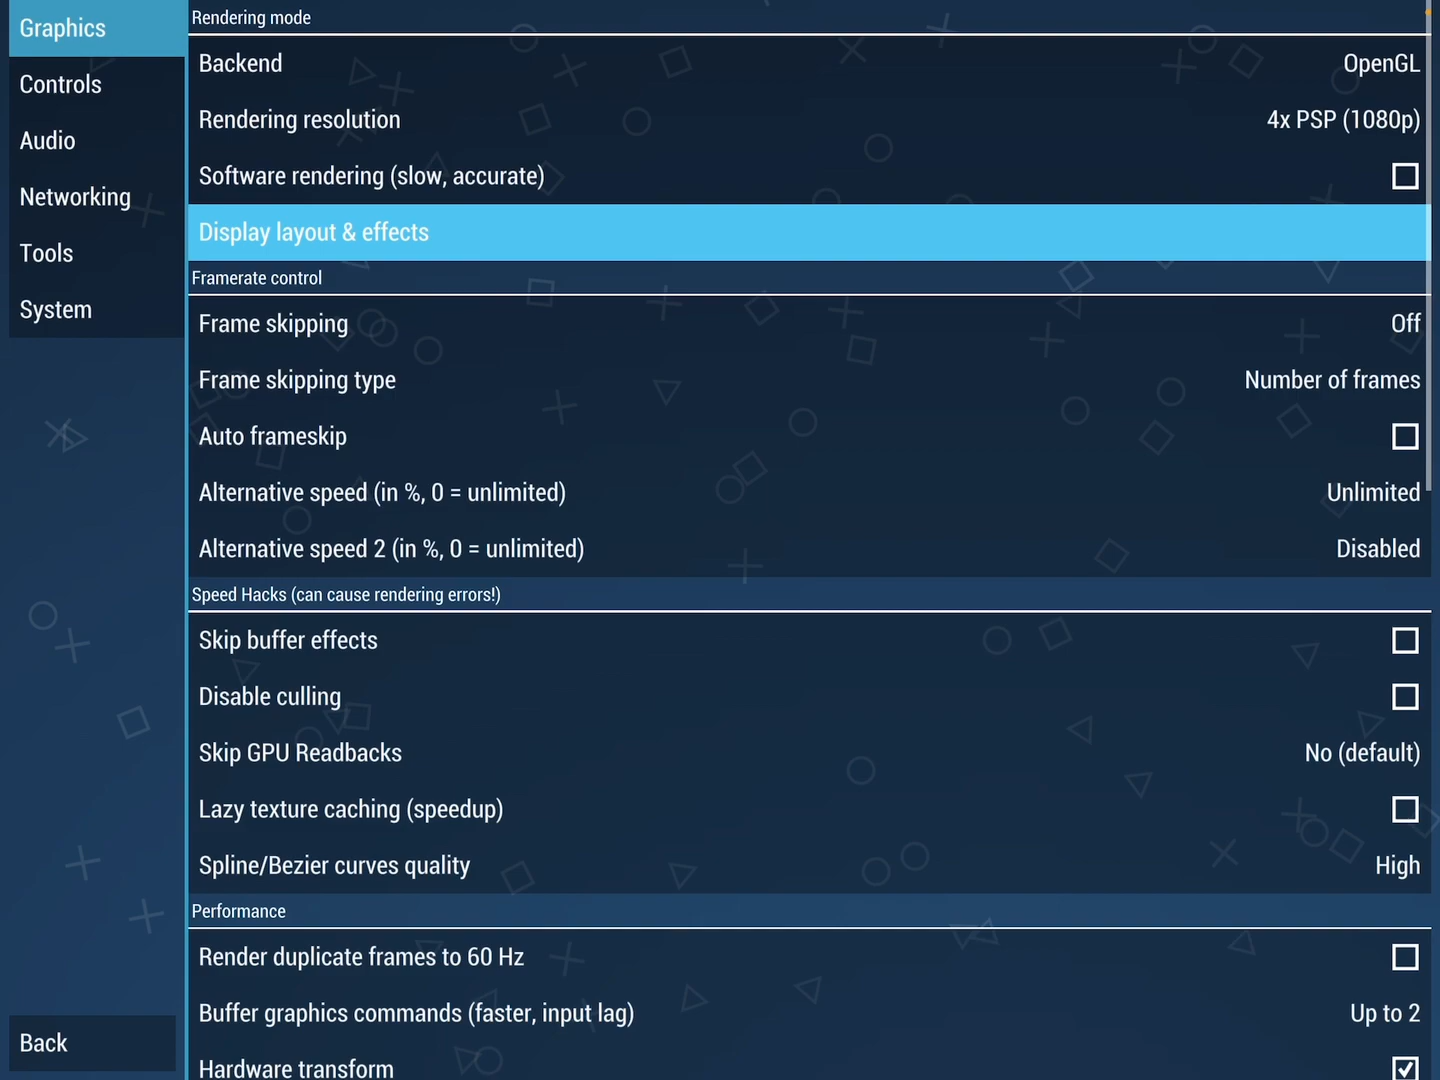 Graphics
Controls
Audio
Networking
Tools
System
Back
Rendering mode
Backend OpenGL
Rendering resolution 4x PSP (1080p)
Software rendering (slow, accurate)
Display layout & effects
Framerate control
Frame skipping Off
Frame skipping type Number of frames
Auto frameskip
Alternative speed (in %, 0 = unlimited) Unlimited
Alternative speed 2 (in %, 0 = unlimited) Disabled
Speed Hacks (can cause rendering errors!)
Skip buffer effects
Disable culling
Skip GPU Readbacks No (default)
Lazy texture caching (speedup)
Spline/Bezier curves quality High
Performance
Render duplicate frames to 60 Hz
Buffer graphics commands (faster, input lag) Up to 2
Hardware transform